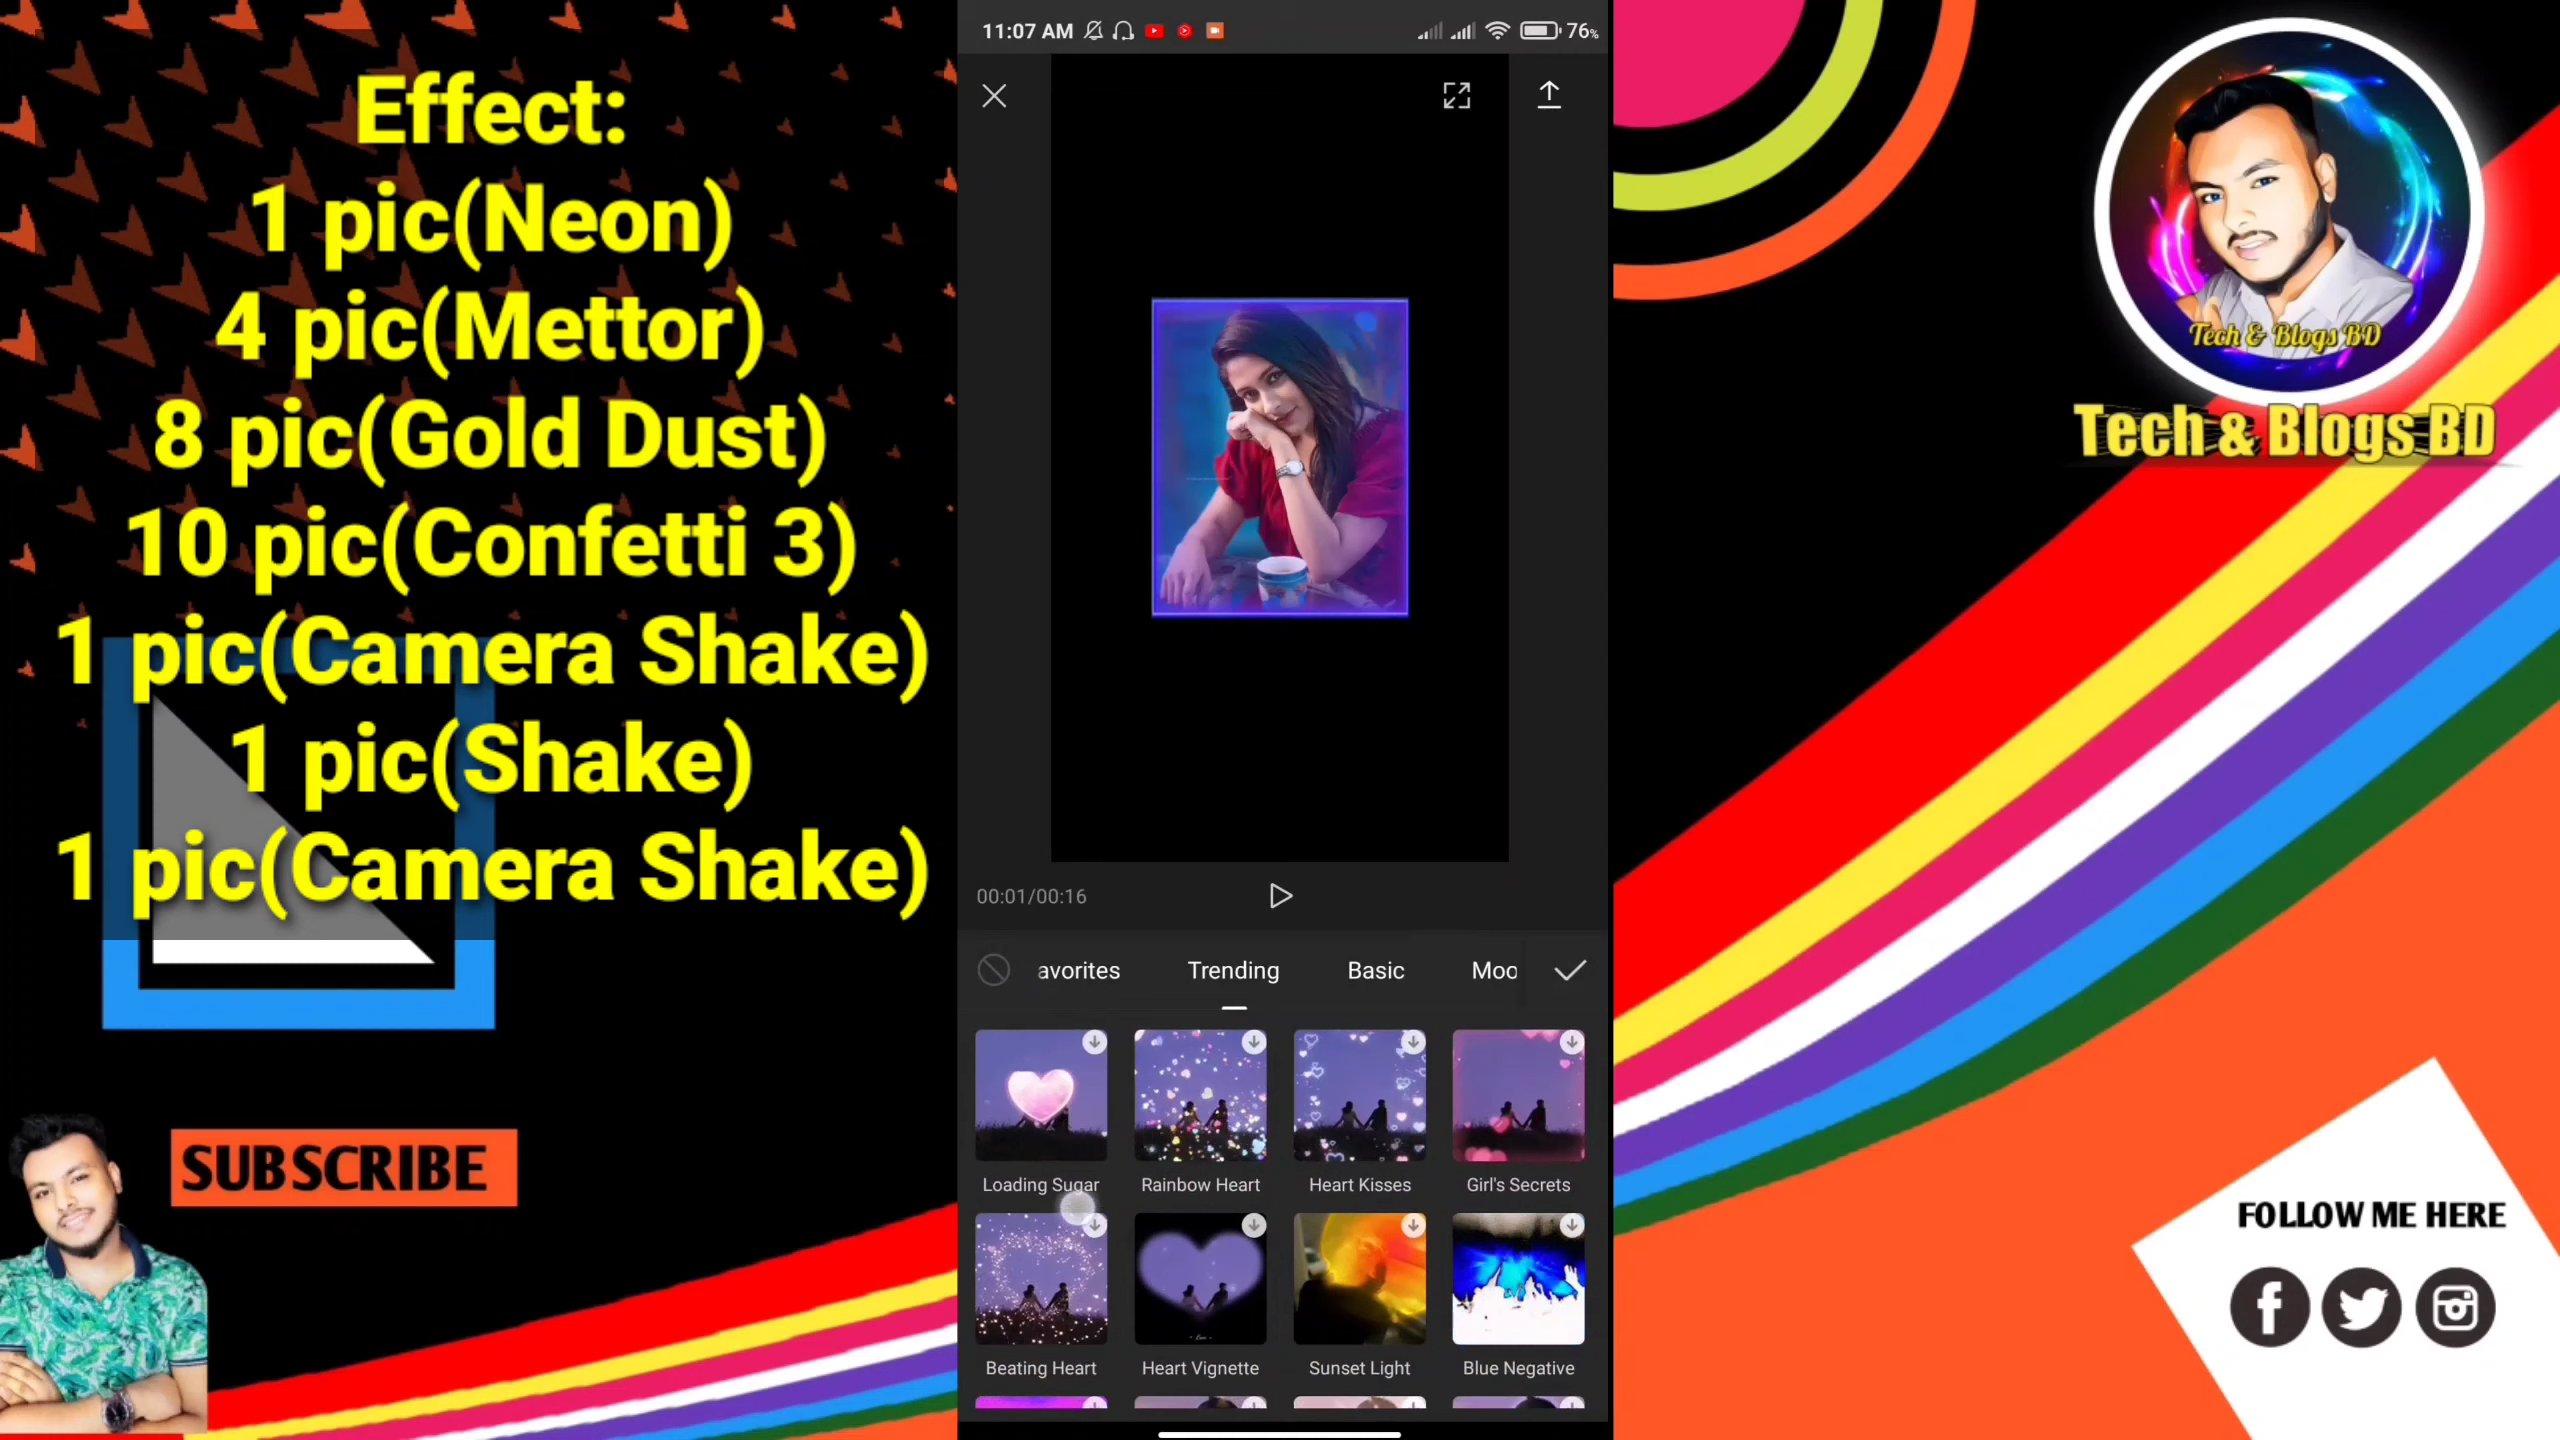 Effect:
1 pic(Neon)
4 pic(Mettor)
8 pic(Gold Dust)
10 pic(Confetti 3)
1 pic(Camera Shake)
1 pic(Shake)
1 pic(Camera Shake)
SUBSCRIBE
11:07 AM
76%
00:01/00:16
avorites
Trending
Basic
Moo
Loading Sugar
Rainbow Heart
Heart Kisses
Girl's Secrets
Beating Heart
Heart Vignette
Sunset Light
Blue Negative
Tech & Blogs BD
Tech & Blogs BD
FOLLOW ME HERE